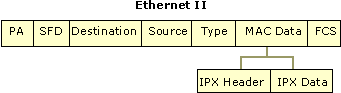 Ethernet II
PA SFD Destination Source Type MAC Data FCS
IPX Header IPX Data